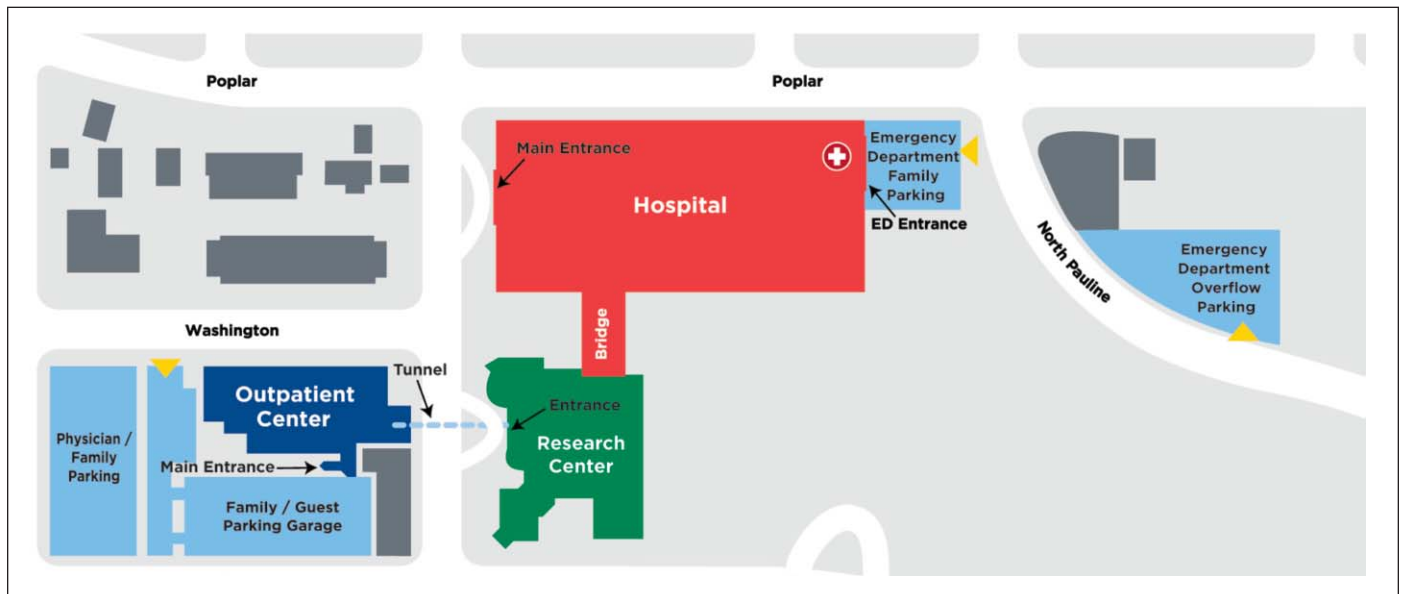 Poplar
Poplar
Main Entrance
Hospital
Emergency
Department
Family
Parking
ED Entrance
North Pauline
Emergency
Department
Overflow
Parking
Bridge
Washington
Tunnel
Outpatient
Center
Entrance
Physician /
Family
Parking
Main Entrance
Research
Center
Family / Guest
Parking Garage